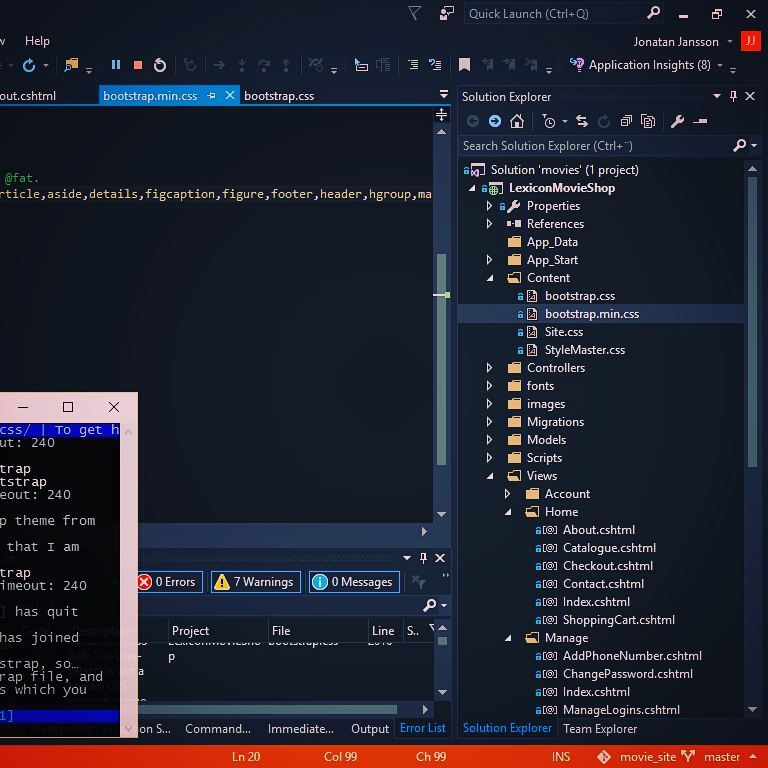 Quick Launch (Ctrl+Q)
Help
Jonatan Jansson
JJ
Application Insights (8)
out.cshtml
bootstrap.min.css
bootstrap.css
@fat.
rticle,aside,details,figcaption,figure,footer,header,hgroup,ma
Solution Explorer
Search Solution Explorer (Ctrl+¨)
Solution 'movies' (1 project)
LexiconMovieShop
Properties
References
App_Data
App_Start
Content
bootstrap.css
bootstrap.min.css
Site.css
StyleMaster.css
Controllers
fonts
images
Migrations
Models
Scripts
Views
Account
Home
About.cshtml
Catalogue.cshtml
Checkout.cshtml
Contact.cshtml
Index.cshtml
ShoppingCart.cshtml
Manage
AddPhoneNumber.cshtml
ChangePassword.cshtml
Index.cshtml
ManageLogins.cshtml
Solution Explorer
Team Explorer
css/ | To get h
ut: 240
trap
tstrap
eout: 240
p theme from
that I am
trap
imeout: 240
] has quit
has joined
strap, so…
rap file, and
s which you
1]
0 Errors
7 Warnings
0 Messages
Project
File
Line
S..
p
Command...
Immediate...
Output
Error List
Ln 20
Col 99
Ch 99
INS
movie_site
master